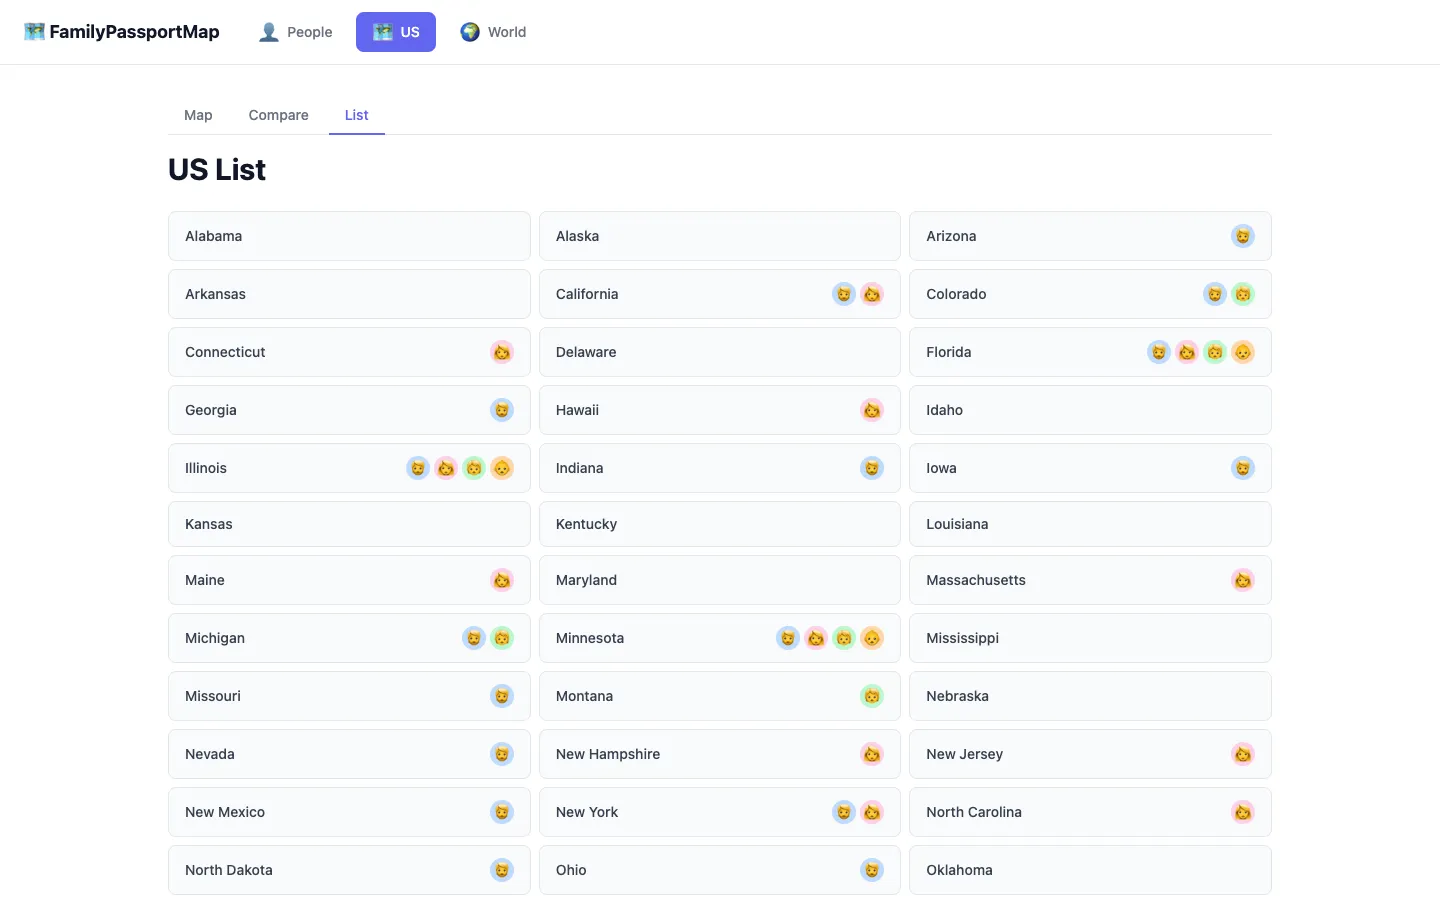 FamilyPassportMap People US World
Map Compare List
US List
Alabama Alaska Arizona
Arkansas California Colorado
Connecticut Delaware Florida
Georgia Hawaii Idaho
Illinois Indiana Iowa
Kansas Kentucky Louisiana
Maine Maryland Massachusetts
Michigan Minnesota Mississippi
Missouri Montana Nebraska
Nevada New Hampshire New Jersey
New Mexico New York North Carolina
North Dakota Ohio Oklahoma